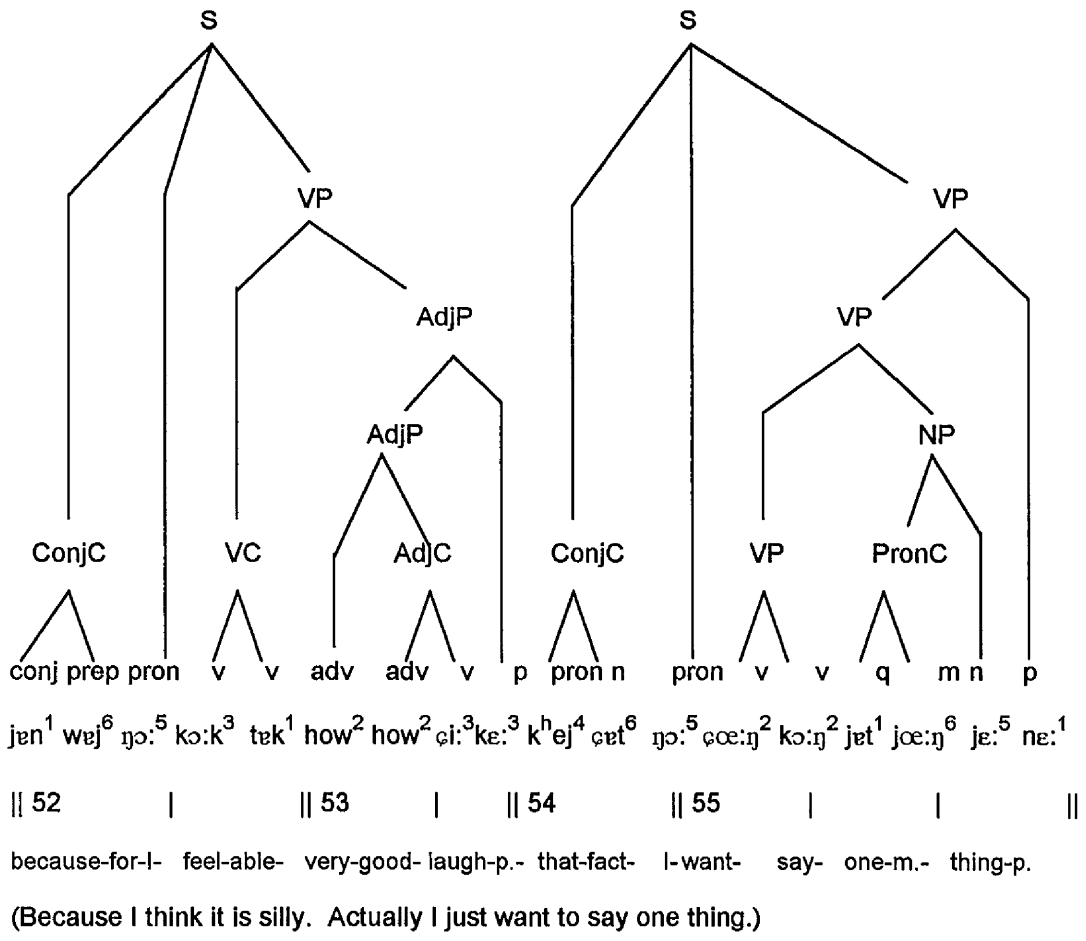 S S
VP VP
AdjP VP
AdjP NP
ConjC VC AdjC ConjC VP PronC
conj prep pron v v adv adv v p pron n pron v v q m n p
jɐn¹ wɐj⁶ ŋɔ:⁵ kɔ:k³ tɐk¹ how² how² ɕi:³ kɛ:³ kʰej⁴ ɕɐt⁶ ŋɔ:⁵ ɕœ:ŋ² kɔ:ŋ² jɐt¹ jœ:ŋ⁶ jɛ:⁵ nɛ:¹
|| 52 | || 53 | || 54 || 55 | | ||
because-for-I- feel-able- very-good- laugh-p.- that-fact- I-want- say- one-m.- thing-p.
(Because I think it is silly. Actually I just want to say one thing.)